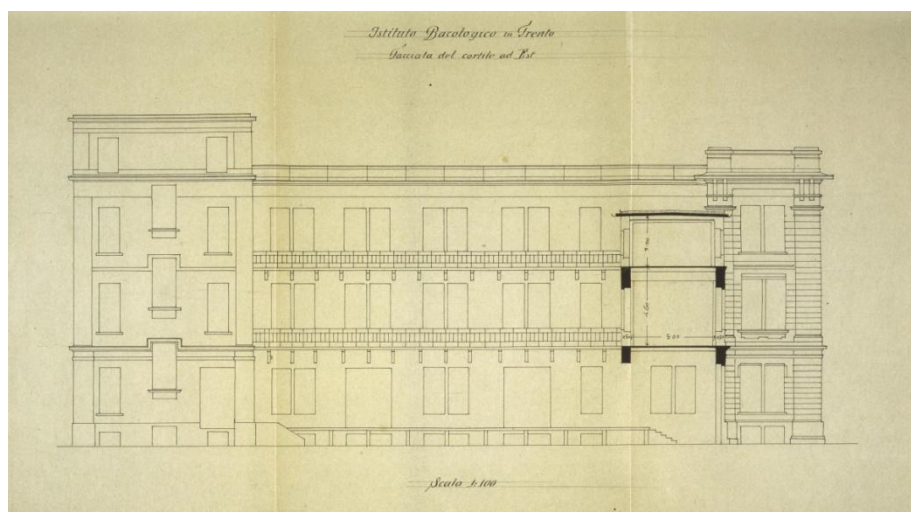 Istituto Bacologico in Trento
Facciata del cortile ad Est
Scala 1:100